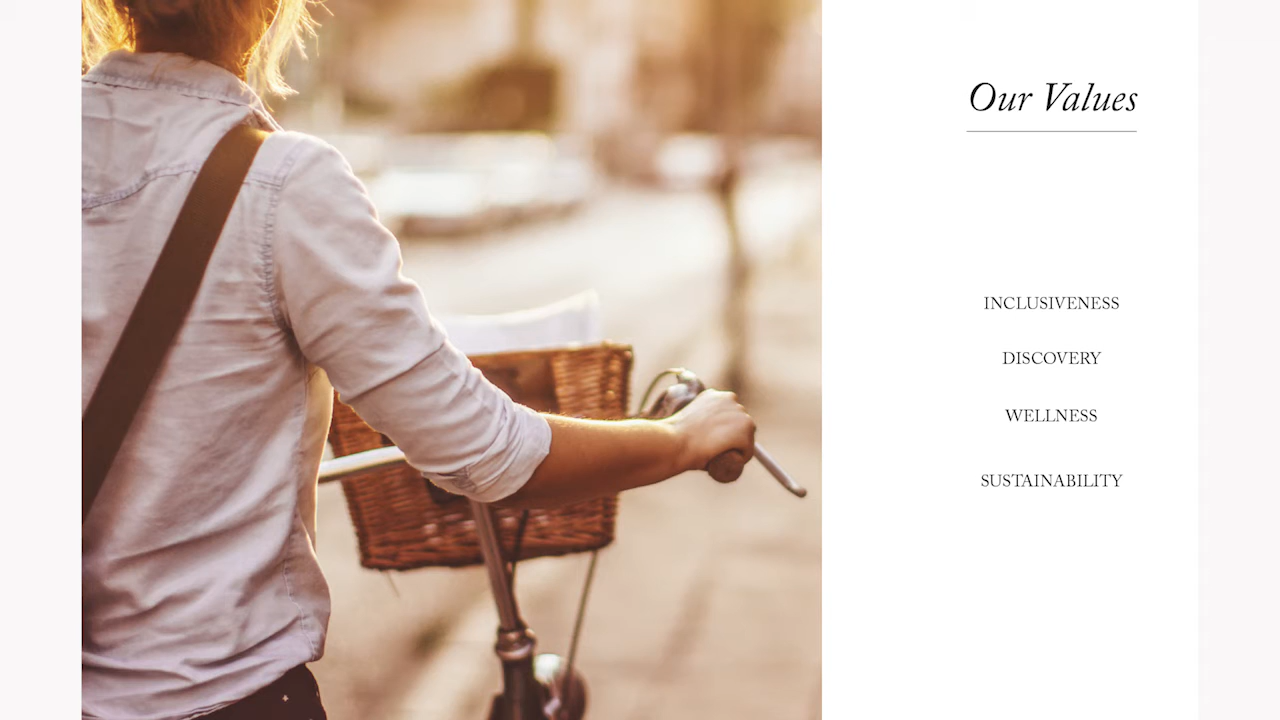 Our Values
INCLUSIVENESS
DISCOVERY
WELLNESS
SUSTAINABILITY